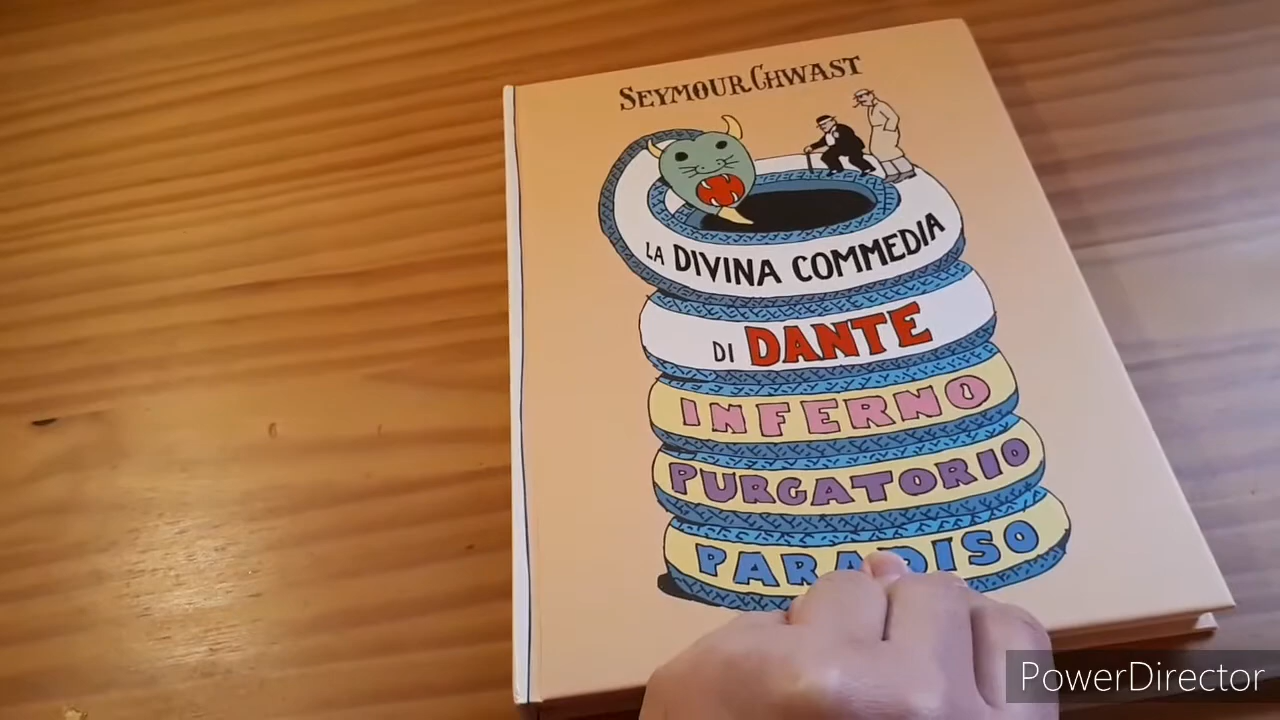 SEYMOUR CHWAST
LA DIVINA COMMEDIA
DI DANTE
INFERNO
PURGATORIO
PARADISO
PowerDirector